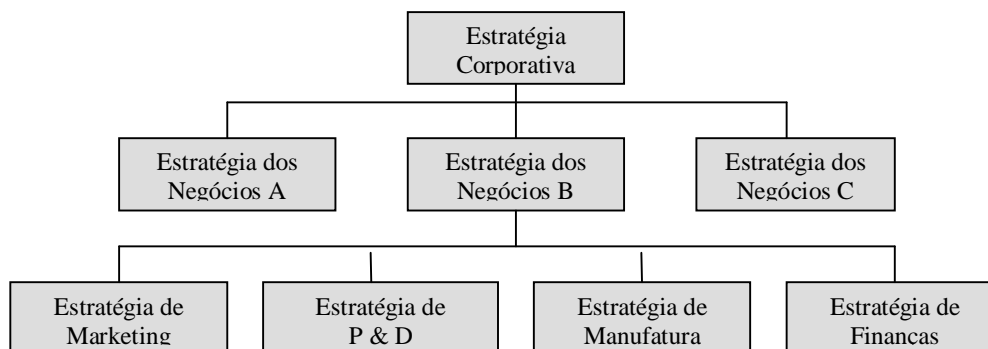 Estratégia
Corporativa
Estratégia dos
Negócios A
Estratégia dos
Negócios B
Estratégia dos
Negócios C
Estratégia de
Marketing
Estratégia de
P & D
Estratégia de
Manufatura
Estratégia de
Finanças